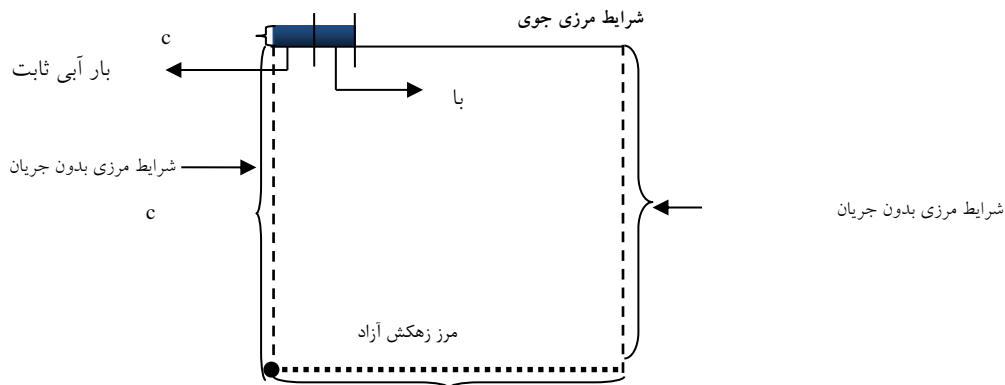 شرایط مرزی جوی
c
بار آبی ثابت
با
شرایط مرزی بدون جریان
c
شرایط مرزی بدون جریان
مرز زهکش آزاد